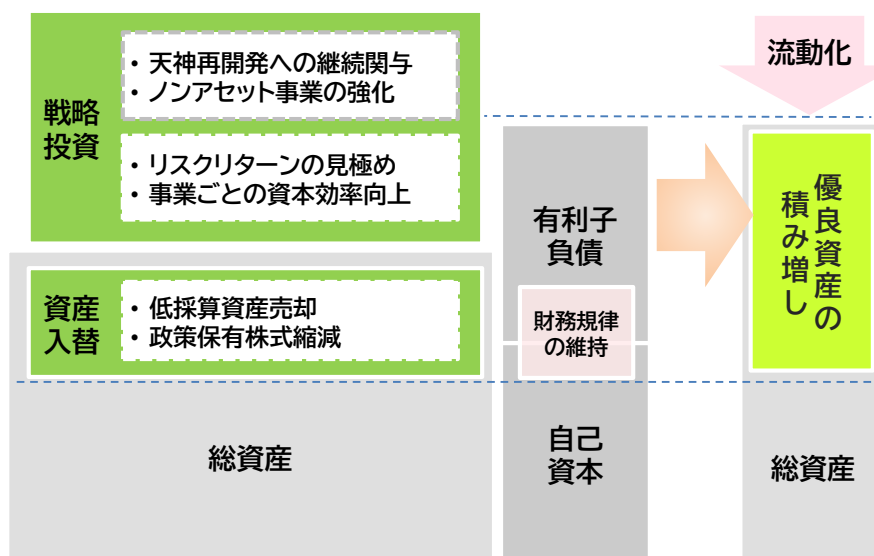 戦略
投資
・ 天神再開発への継続関与
・ ノンアセット事業の強化
・ リスクリターンの見極め
・ 事業ごとの資本効率向上
資産
入替
・ 低採算資産売却
・ 政策保有株式縮減
総資産
有利子
負債
財務規律
の維持
自己
資本
流動化
優良資産の
積み増し
総資産